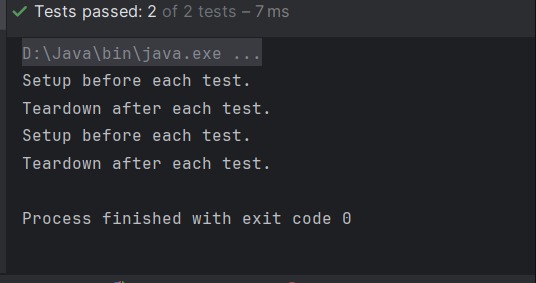 Tests passed: 2 of 2 tests – 7 ms
D:\Java\bin\java.exe ...
Setup before each test.
Teardown after each test.
Setup before each test.
Teardown after each test.
Process finished with exit code 0